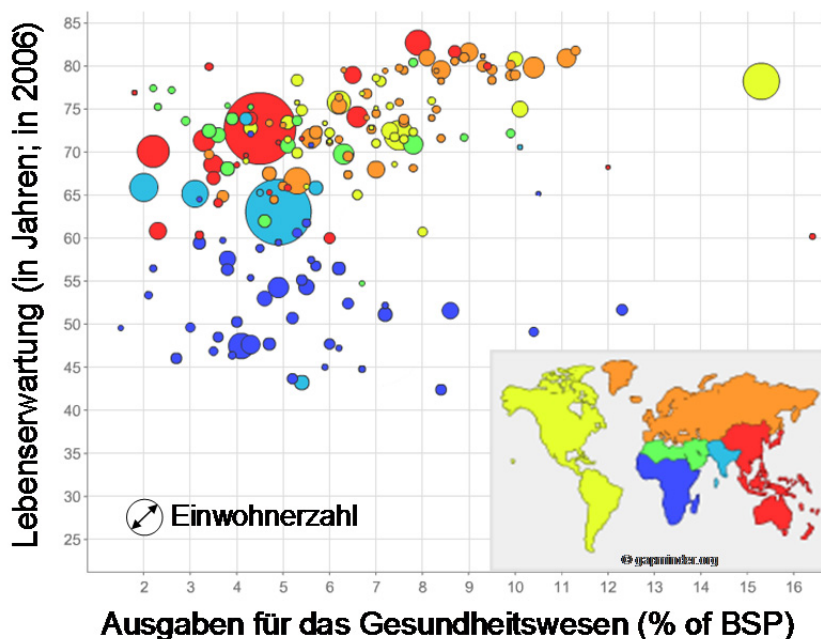 Lebenserwartung (in Jahren; in 2006)
85
80
75
70
65
60
55
50
45
40
35
30
25
Einwohnerzahl
© gapminder.org
2 3 4 5 6 7 8 9 10 11 12 13 14 15 16
Ausgaben für das Gesundheitswesen (% of BSP)